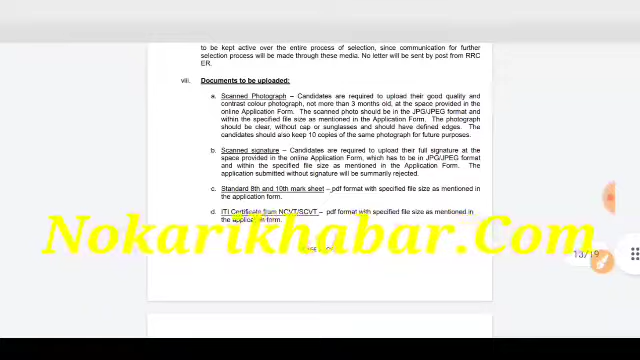 to be kept active over the entire process of selection, since communication for further
selection process will be made through these media. No letter will be sent by post from RRC
ER.
viii. Documents to be uploaded:
a. Scanned Photograph – Candidates are required to upload their good quality and
contrast colour photograph, not more than 3 months old, at the space provided in the
online Application Form. The scanned photo should be in the JPG/JPEG format and
within the specified file size as mentioned in the Application Form. The photograph
should be clear, without cap or sunglasses and should have defined edges. The
candidates should also keep 10 copies of the same photograph for future purposes.
b. Scanned signature – Candidates are required to upload their full signature at the
space provided in the online Application Form, which has to be in JPG/JPEG format
and within the specified file size as mentioned in the Application Form. The
application submitted without signature will be summarily rejected.
c. Standard 8th and 10th mark sheet – pdf format with specified file size as mentioned in
the application form.
d. ITI Certificate from NCVT/SCVT – pdf format with specified file size as mentioned in
the application form.
Nokarikhabar.Com
13/19